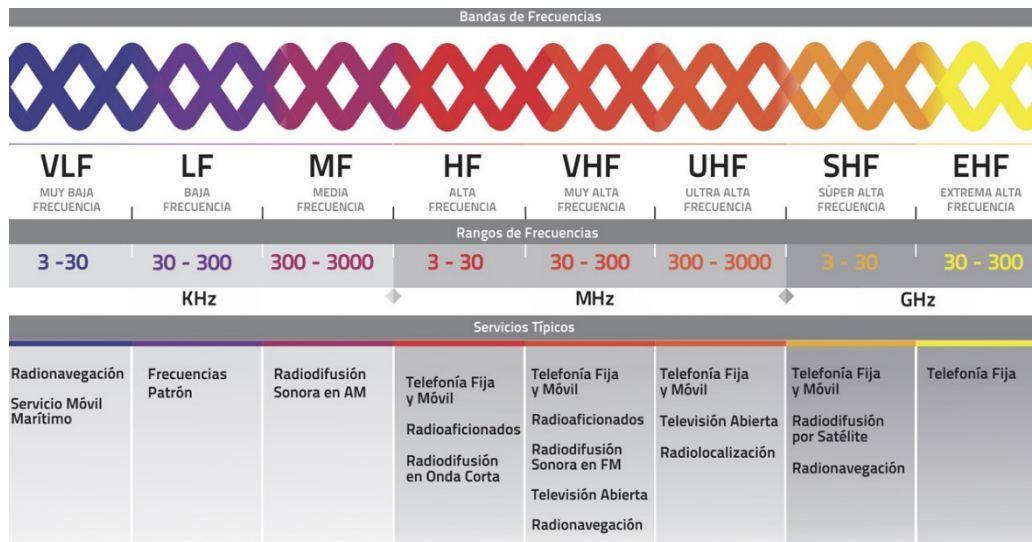 Bandas de Frecuencias
VLF
MUY BAJA
FRECUENCIA
LF
BAJA
FRECUENCIA
MF
MEDIA
FRECUENCIA
HF
ALTA
FRECUENCIA
VHF
MUY ALTA
FRECUENCIA
UHF
ULTRA ALTA
FRECUENCIA
SHF
SÚPER ALTA
FRECUENCIA
EHF
EXTREMA ALTA
FRECUENCIA
Rangos de Frecuencias
3 -30
30 - 300
300 - 3000
3 - 30
30 - 300
300 - 3000
3 - 30
30 - 300
KHz
MHz
GHz
Servicios Típicos
Radionavegación
Servicio Móvil
Marítimo
Frecuencias
Patrón
Radiodifusión
Sonora en AM
Telefonía Fija
y Móvil
Radioaficionados
Radiodifusión
en Onda Corta
Telefonía Fija
y Móvil
Radioaficionados
Radiodifusión
Sonora en FM
Televisión Abierta
Radionavegación
Telefonía Fija
y Móvil
Televisión Abierta
Radiolocalización
Telefonía Fija
y Móvil
Radiodifusión
por Satélite
Radionavegación
Telefonía Fija